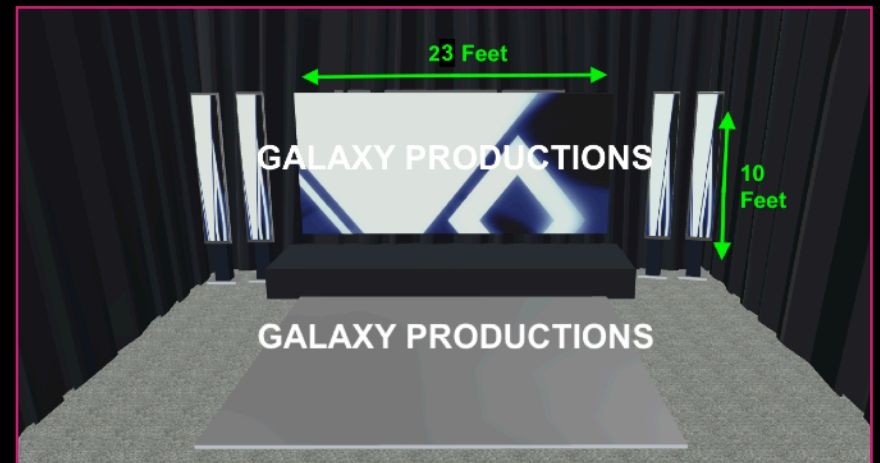 23 Feet
GALAXY PRODUCTIONS
10
Feet
GALAXY PRODUCTIONS